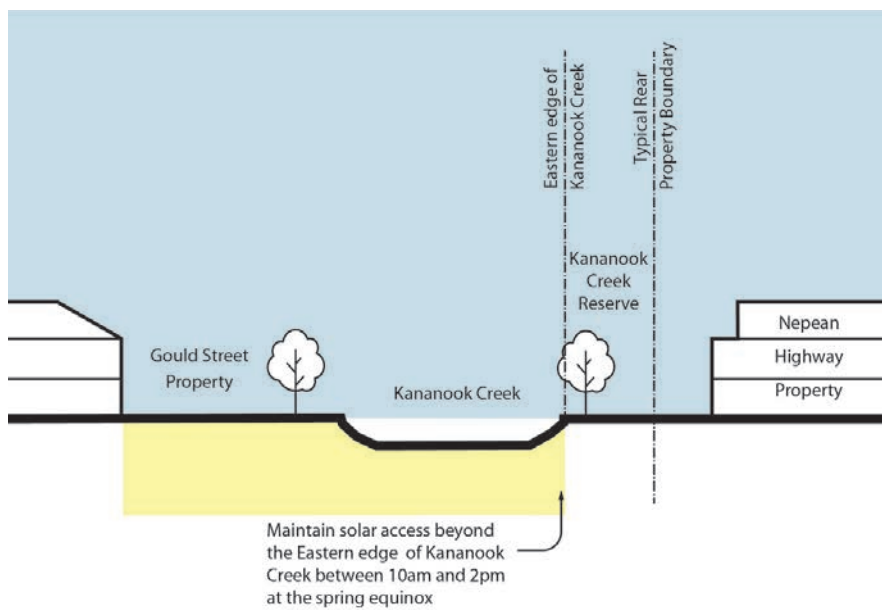 Eastern edge of
Kananook Creek
Typical Rear
Property Boundary
Kananook
Creek
Reserve
Nepean
Highway
Property
Gould Street
Property
Kananook Creek
Maintain solar access beyond
the Eastern edge of Kananook
Creek between 10am and 2pm
at the spring equinox